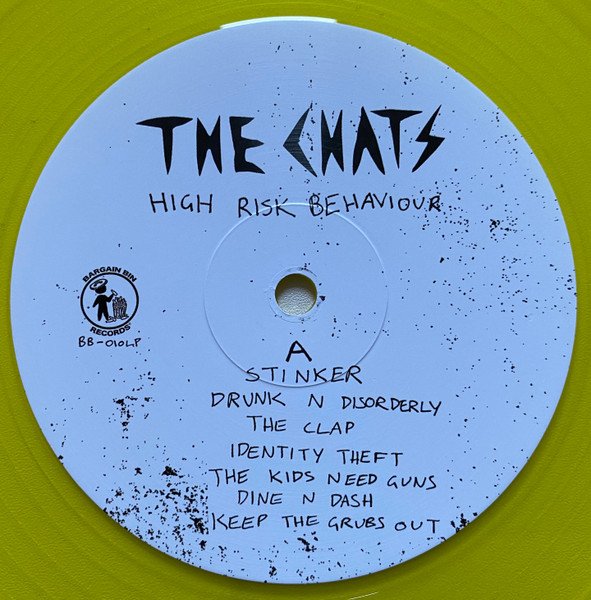 THE CHATS
HIGH RISK BEHAVIOUR
BARGAIN BIN
RECORDS
BB-010LP
A
STINKER
DRUNK N DISORDERLY
THE CLAP
IDENTITY THEFT
THE KIDS NEED GUNS
DINE N DASH
KEEP THE GRUBS OUT